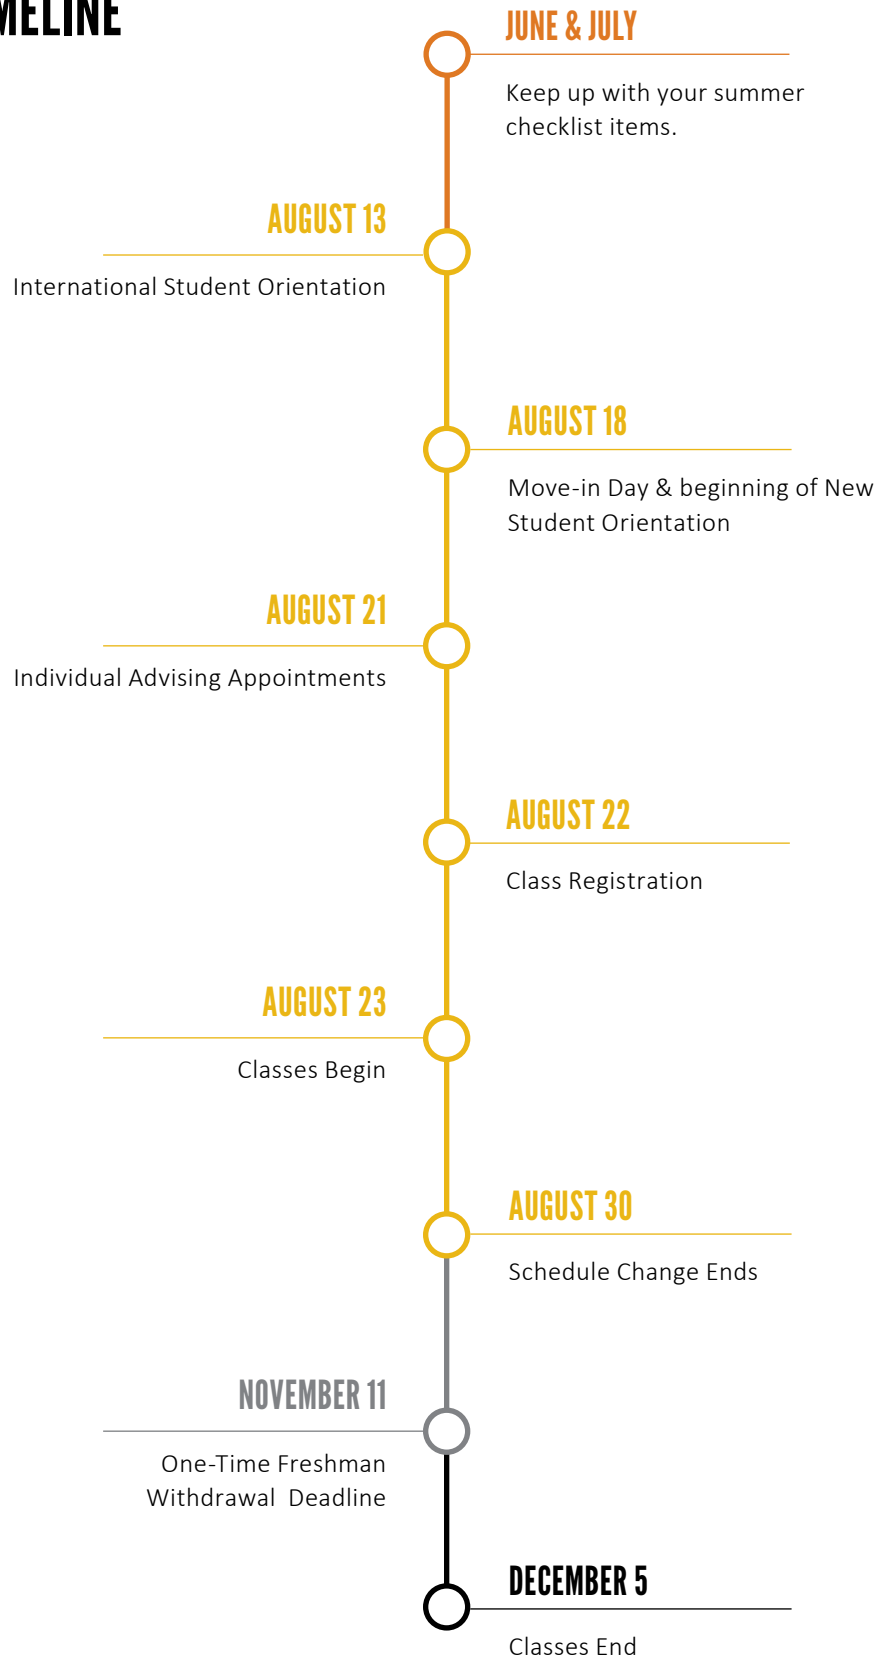 JUNE & JULY
Keep up with your summer
checklist items.
AUGUST 13
International Student Orientation
AUGUST 18
Move-in Day & beginning of New
Student Orientation
AUGUST 21
Individual Advising Appointments
AUGUST 22
Class Registration
AUGUST 23
Classes Begin
AUGUST 30
Schedule Change Ends
NOVEMBER 11
One-Time Freshman
Withdrawal Deadline
DECEMBER 5
Classes End